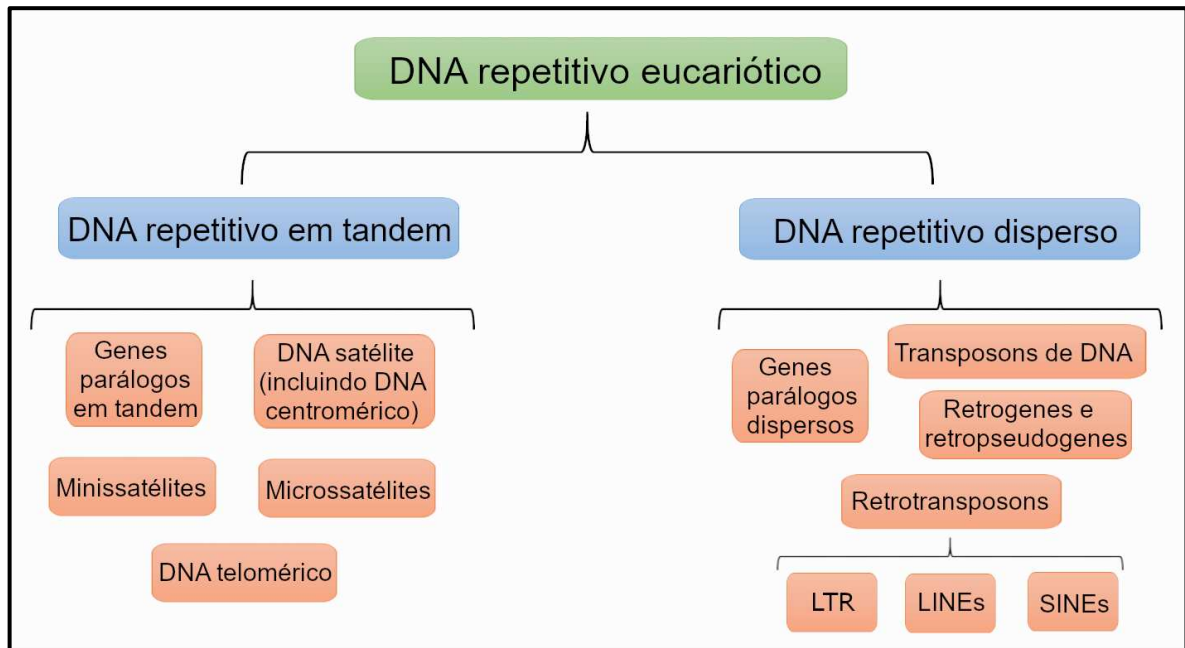 DNA repetitivo eucariótico
DNA repetitivo em tandem
Genes
parálogos
em tandem
DNA satélite
(incluindo DNA
centromérico)
Minissatélites
Microssatélites
DNA telomérico
DNA repetitivo disperso
Genes
parálogos
dispersos
Transposons de DNA
Retrogenes e
retropseudogenes
Retrotransposons
LTR
LINEs
SINEs